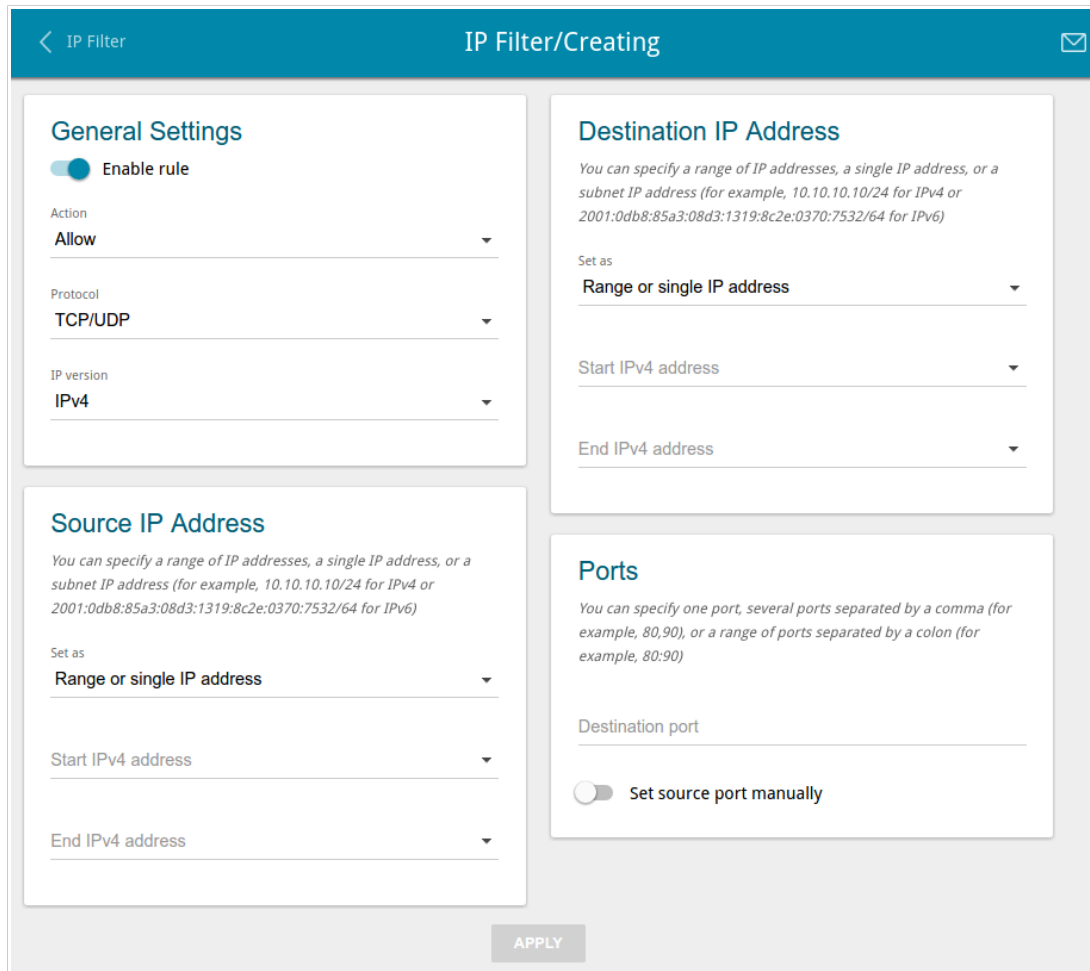 IP Filter
IP Filter/Creating
General Settings
Enable rule
Action
Allow
Protocol
TCP/UDP
IP version
IPv4
Source IP Address
You can specify a range of IP addresses, a single IP address, or a
subnet IP address (for example, 10.10.10.10/24 for IPv4 or
2001:0db8:85a3:08d3:1319:8c2e:0370:7532/64 for IPv6)
Set as
Range or single IP address
Start IPv4 address
End IPv4 address
Destination IP Address
You can specify a range of IP addresses, a single IP address, or a
subnet IP address (for example, 10.10.10.10/24 for IPv4 or
2001:0db8:85a3:08d3:1319:8c2e:0370:7532/64 for IPv6)
Set as
Range or single IP address
Start IPv4 address
End IPv4 address
Ports
You can specify one port, several ports separated by a comma (for
example, 80,90), or a range of ports separated by a colon (for
example, 80:90)
Destination port
Set source port manually
APPLY